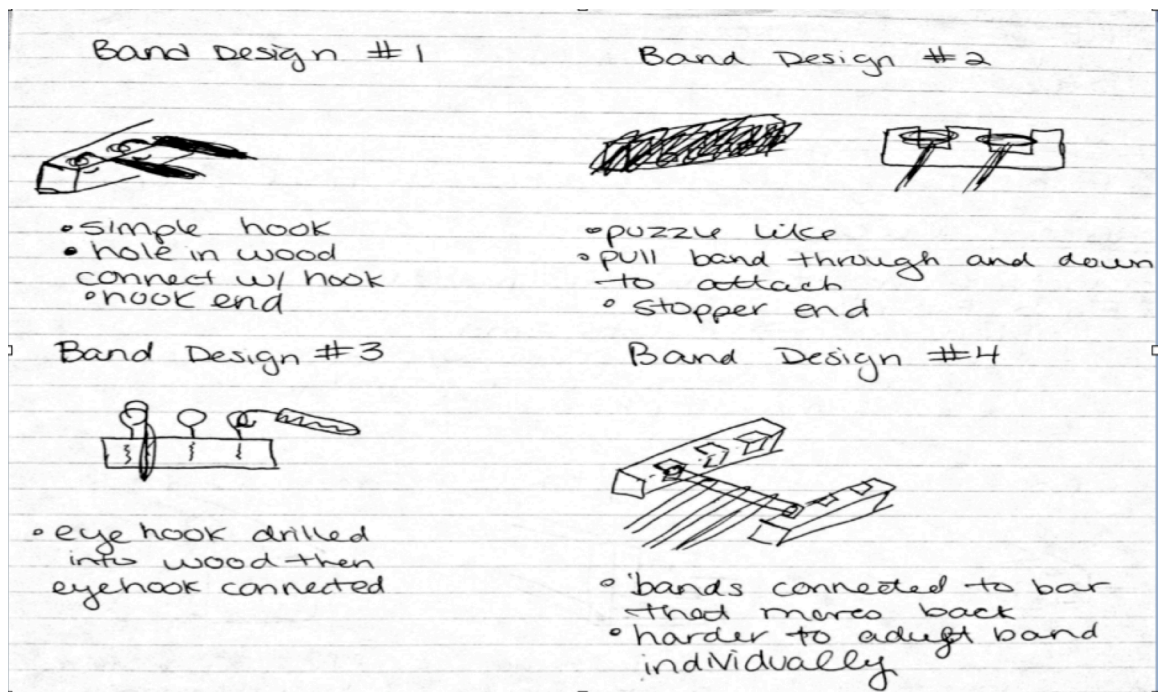 Band Design #1
• simple hook
• hole in wood
connect w/ hook
• hook end
Band Design #2
• puzzle like
• pull band through and down
to attach
• stopper end
Band Design #3
• eye hook drilled
into wood then
eyehook connected
Band Design #4
• bands connected to bar
back
• harder to band
individually